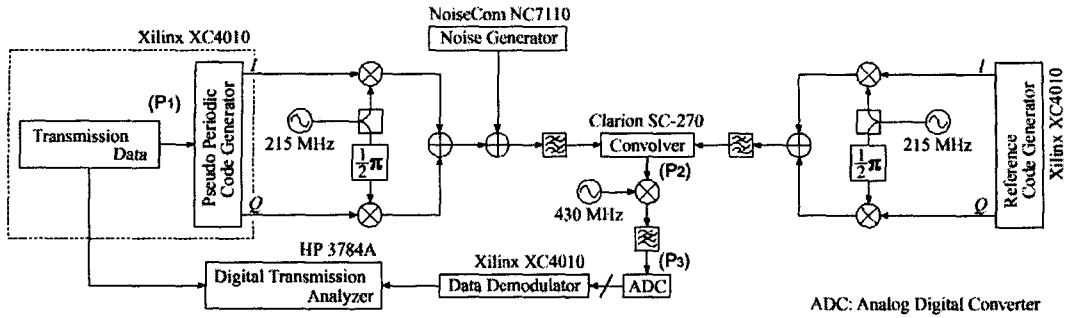 NoiseCom NC7110
Noise Generator
Xilinx XC4010
(P1)
Transmission
Data
Pseudo Periodic
Code Generator
I
Q
215 MHz
1/2 π
Clarion SC-270
Convolver
(P2)
430 MHz
(P3)
ADC
Xilinx XC4010
Data Demodulator
HP 3784A
Digital Transmission
Analyzer
I
Q
215 MHz
1/2 π
Reference
Code Generator
Xilinx XC4010
ADC: Analog Digital Converter